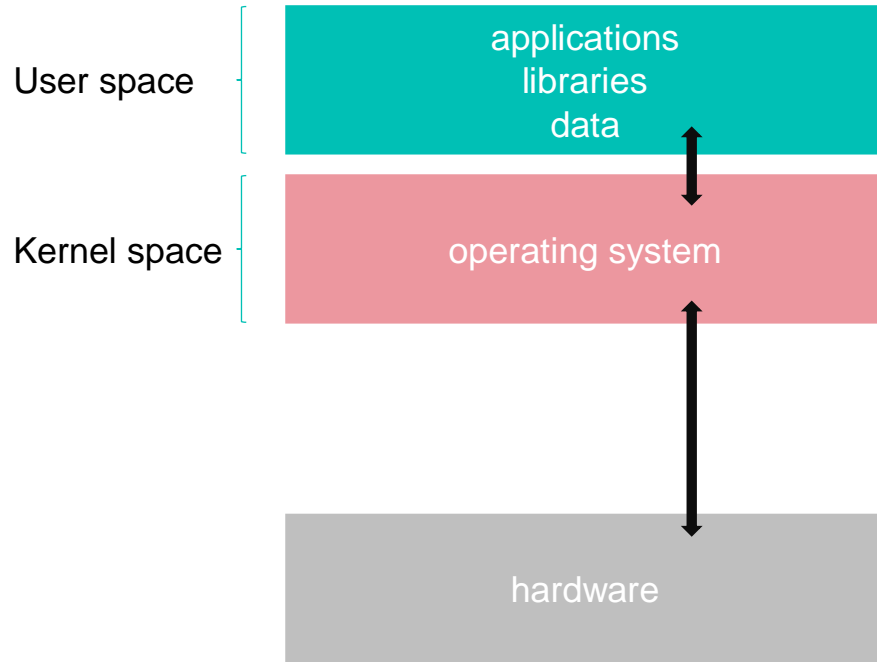 User space
applications
libraries
data
Kernel space
operating system
hardware